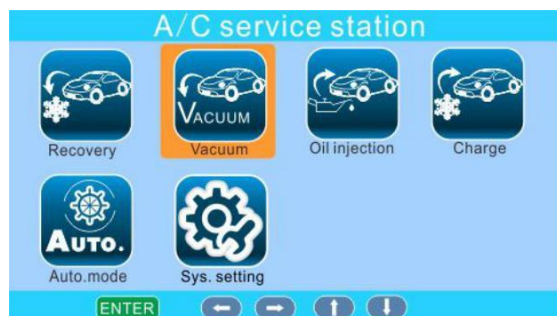 A/C service station
VACUUM
Recovery Vacuum Oil injection Charge
AUTO.
Auto.mode Sys. setting
ENTER